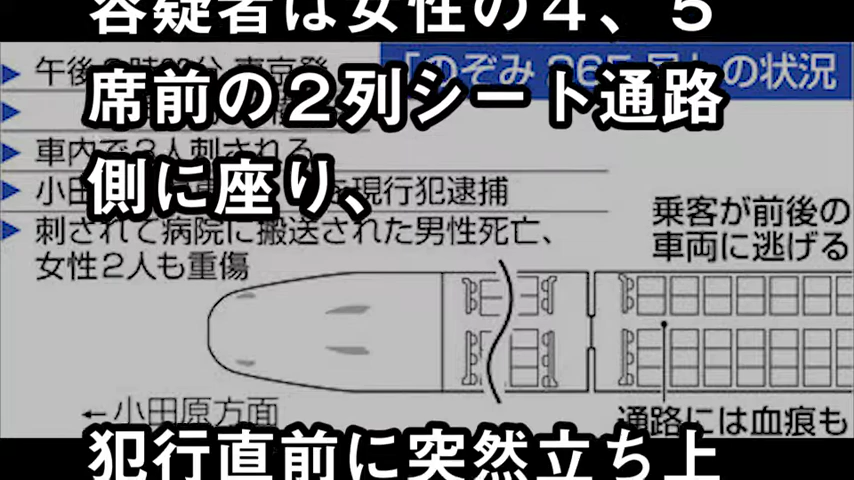 容疑者は女性の４、５
席前の２列シート通路
側に座り、
犯行直前に突然立ち上
「のぞみ 265号」の状況
午後
東京発
車内で2人刺される
小田
現行犯逮捕
刺されて病院に搬送された男性死亡、
女性2人も重傷
乗客が前後の
車両に逃げる
←小田原方面
通路には血痕も